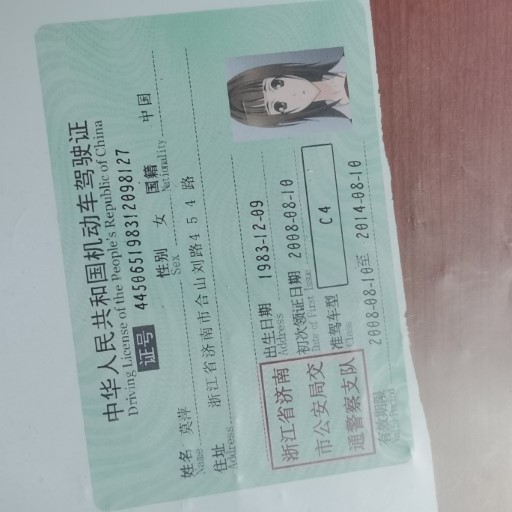 中华人民共和国机动车驾驶证
Driving License of the People's Republic of China
证号 445065198312098127
姓名 莫萍 性别 女 国籍 中国
Name Sex Nationality
住址 浙江省济南市合山刘路454路
Address
出生日期 1983-12-09
Address
初次领证日期 2008-08-10
Date of First Issue
准驾车型 C4
Class
有效期限 2008-08-10至 2014-08-10
Valid Period
浙江省济南
市公安局交
通警察支队